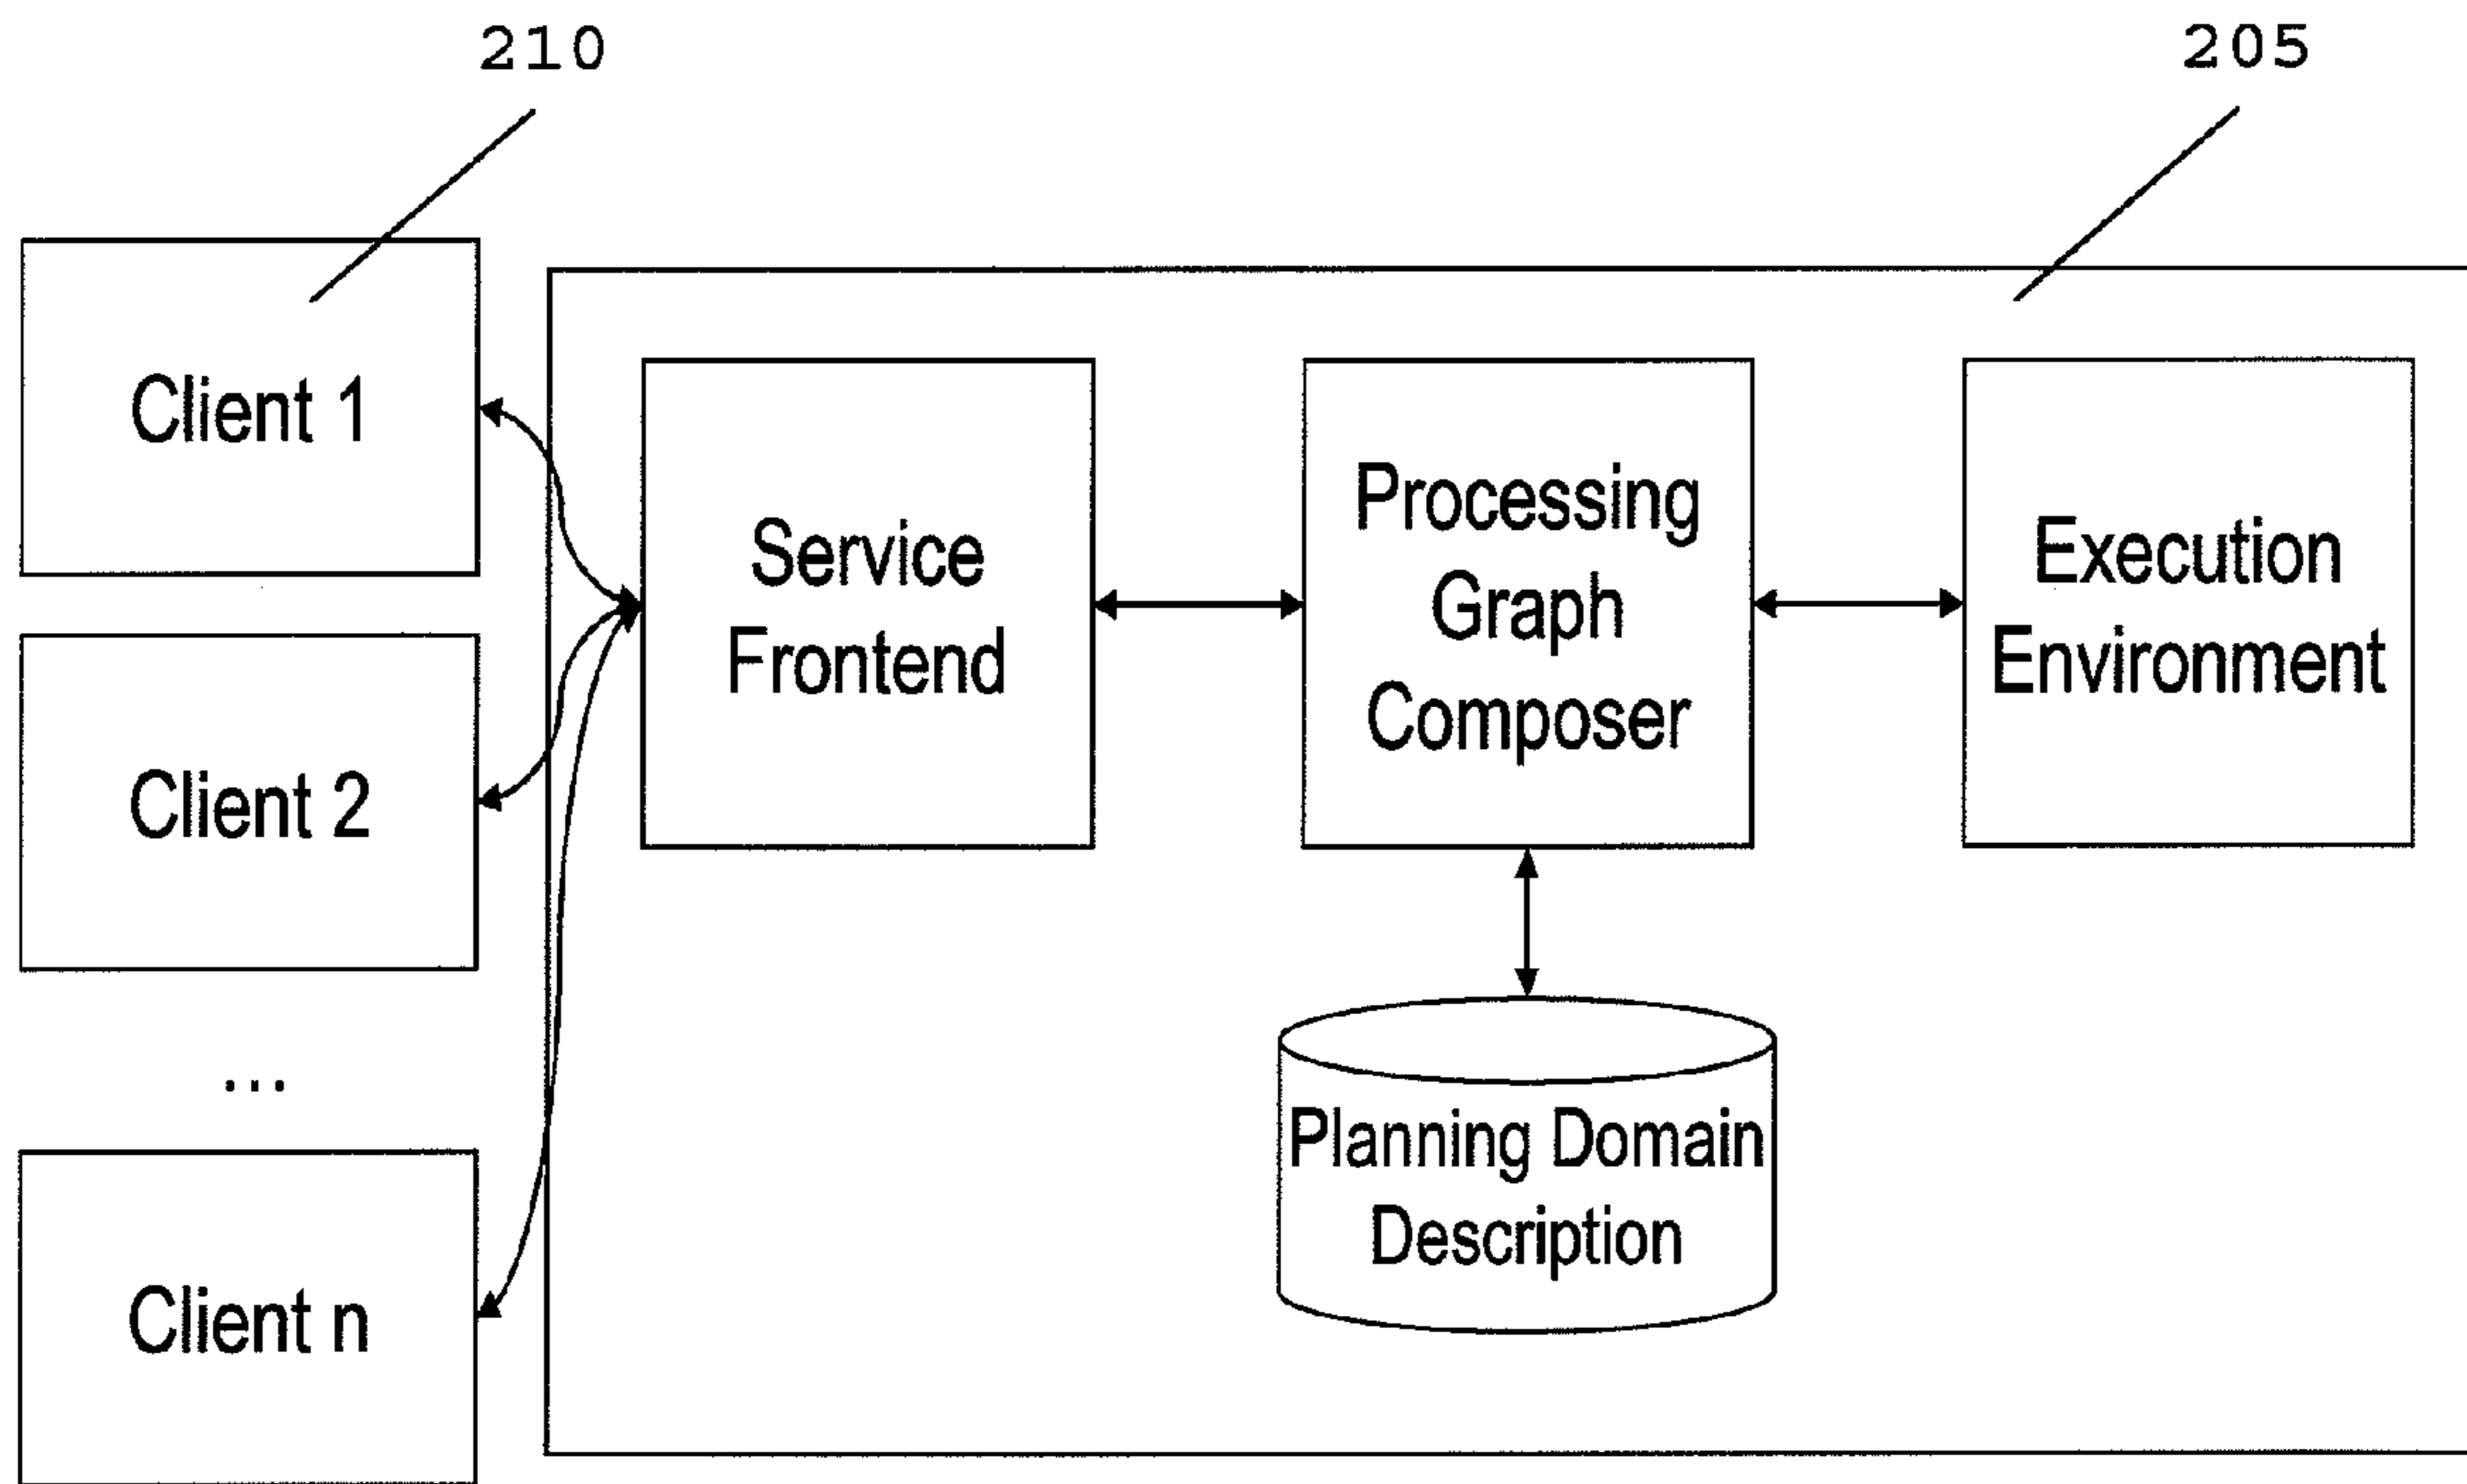 210
205
Client 1
Service
Frontend
Processing
Graph
Composer
Execution
Environment
Client 2
...
Client n
Planning Domain
Description